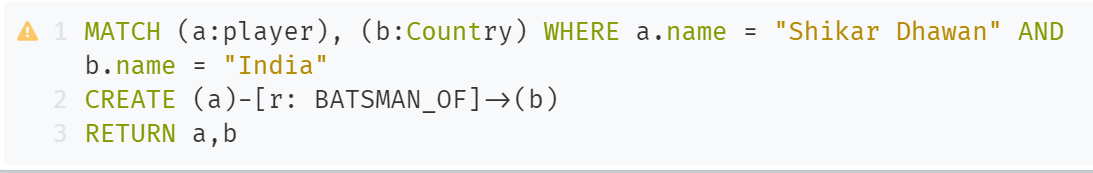 1 MATCH (a:player), (b:Country) WHERE a.name = "Shikar Dhawan" AND
b.name = "India"
2 CREATE (a)-[r: BATSMAN_OF]->(b)
3 RETURN a,b